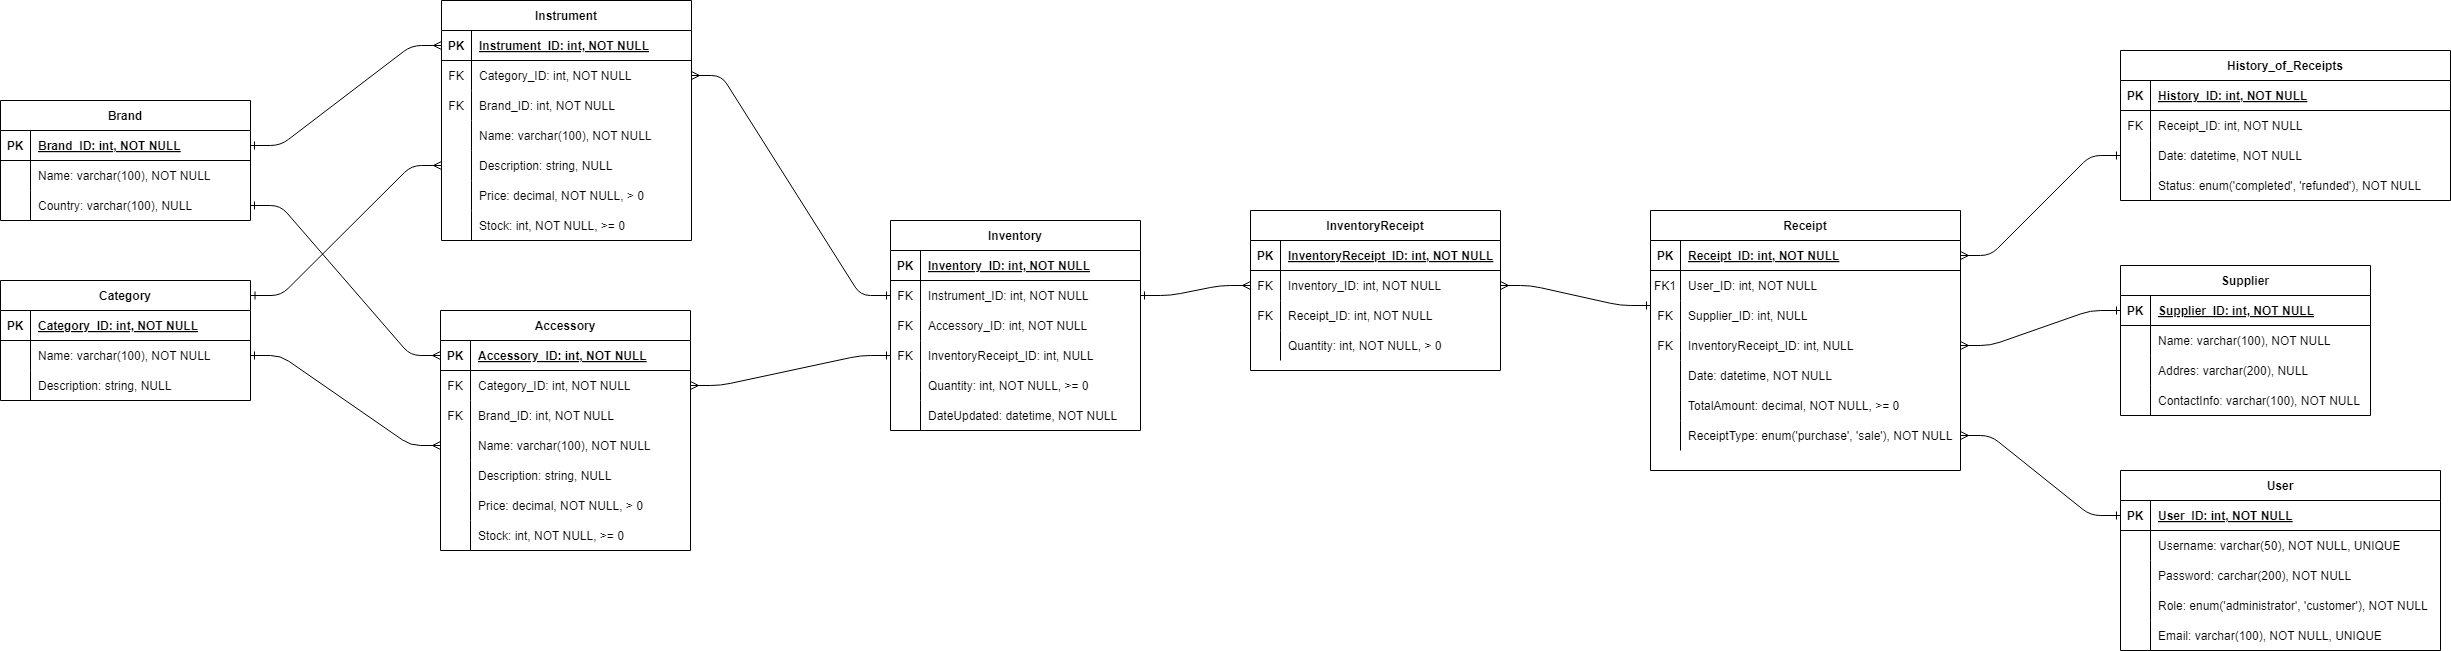 Brand
PK Brand_ID: int, NOT NULL
Name: varchar(100), NOT NULL
Country: varchar(100), NULL
Category
PK Category_ID: int, NOT NULL
Name: varchar(100), NOT NULL
Description: string, NULL
Instrument
PK Instrument_ID: int, NOT NULL
FK Category_ID: int, NOT NULL
FK Brand_ID: int, NOT NULL
Name: varchar(100), NOT NULL
Description: string, NULL
Price: decimal, NOT NULL, > 0
Stock: int, NOT NULL, >= 0
Accessory
PK Accessory_ID: int, NOT NULL
FK Category_ID: int, NOT NULL
FK Brand_ID: int, NOT NULL
Name: varchar(100), NOT NULL
Description: string, NULL
Price: decimal, NOT NULL, > 0
Stock: int, NOT NULL, >= 0
Inventory
PK Inventory_ID: int, NOT NULL
FK Instrument_ID: int, NOT NULL
FK Accessory_ID: int, NOT NULL
FK InventoryReceipt_ID: int, NULL
Quantity: int, NOT NULL, >= 0
DateUpdated: datetime, NOT NULL
InventoryReceipt
PK InventoryReceipt_ID: int, NOT NULL
FK Inventory_ID: int, NOT NULL
FK Receipt_ID: int, NOT NULL
Quantity: int, NOT NULL, > 0
Receipt
PK Receipt_ID: int, NOT NULL
FK1 User_ID: int, NOT NULL
FK Supplier_ID: int, NULL
FK InventoryReceipt_ID: int, NULL
Date: datetime, NOT NULL
TotalAmount: decimal, NOT NULL, >= 0
ReceiptType: enum('purchase', 'sale'), NOT NULL
History_of_Receipts
PK History_ID: int, NOT NULL
FK Receipt_ID: int, NOT NULL
Date: datetime, NOT NULL
Status: enum('completed', 'refunded'), NOT NULL
Supplier
PK Supplier_ID: int, NOT NULL
Name: varchar(100), NOT NULL
Addres: varchar(200), NULL
ContactInfo: varchar(100), NOT NULL
User
PK User_ID: int, NOT NULL
Username: varchar(50), NOT NULL, UNIQUE
Password: carchar(200), NOT NULL
Role: enum('administrator', 'customer'), NOT NULL
Email: varchar(100), NOT NULL, UNIQUE